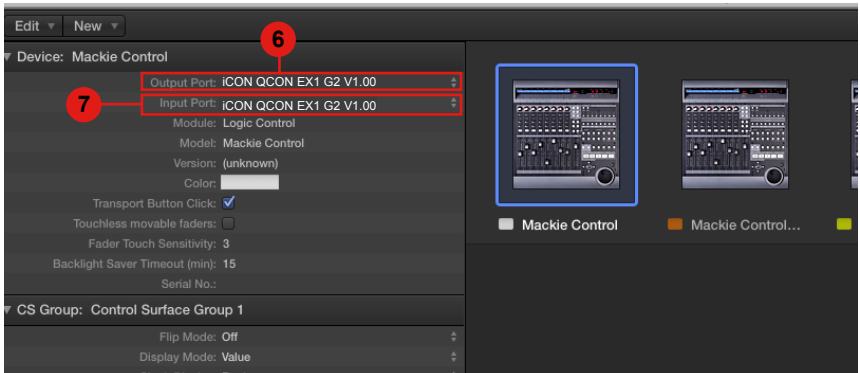 Edit New
6
Device: Mackie Control
Output Port: iCON QCON EX1 G2 V1.00
7
Input Port: iCON QCON EX1 G2 V1.00
Module: Logic Control
Model: Mackie Control
Version: (unknown)
Color:
Transport Button Click:
Touchless movable faders:
Fader Touch Sensitivity: 3
Backlight Saver Timeout (min): 15
Serial No.:
CS Group: Control Surface Group 1
Flip Mode: Off
Display Mode: Value
Mackie Control
Mackie Control...